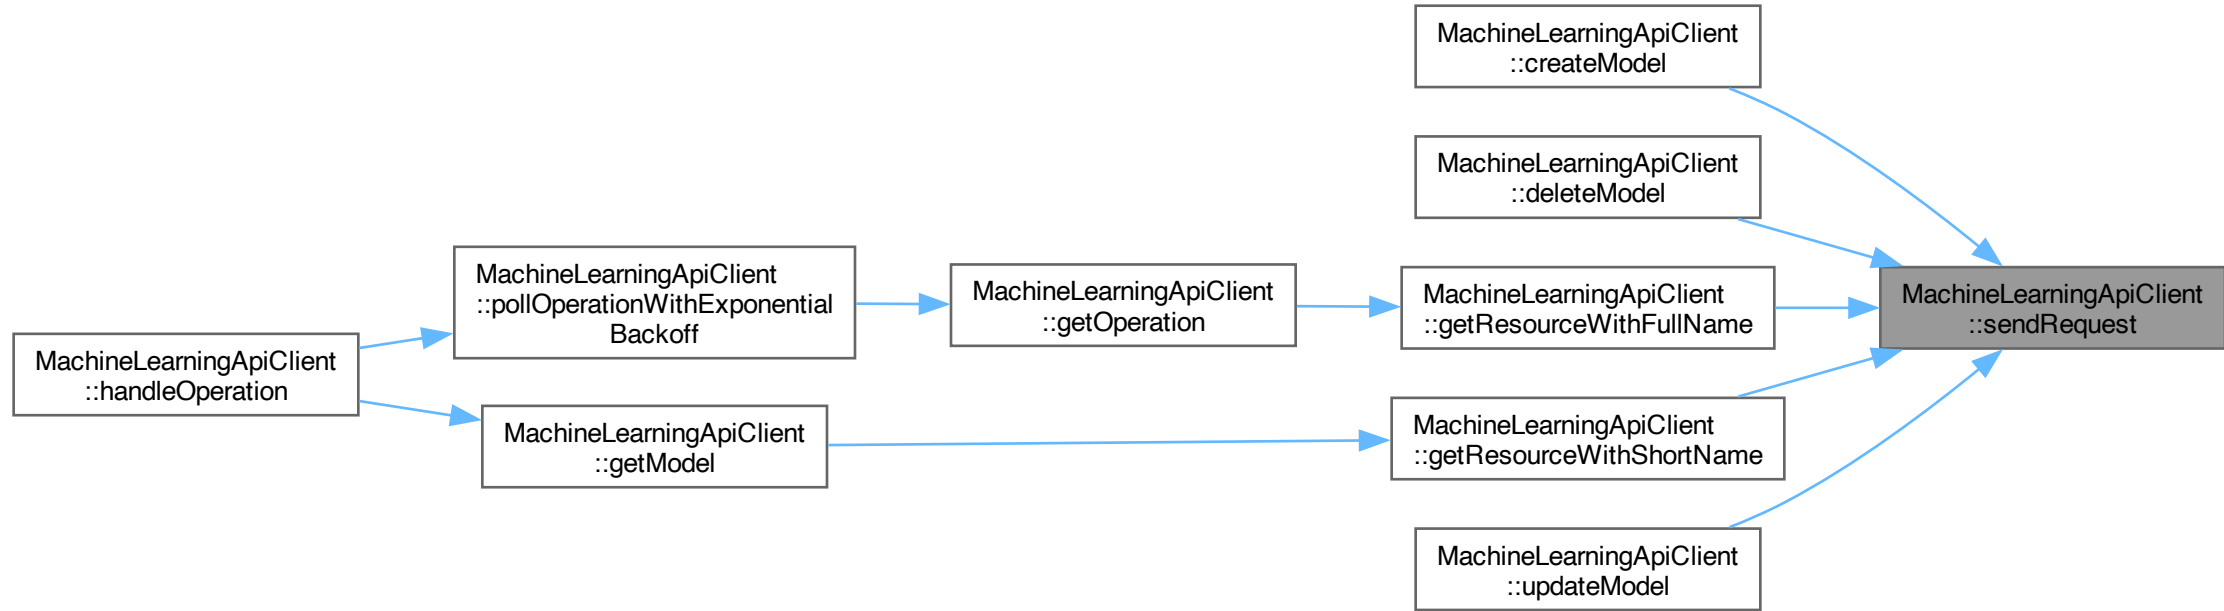 MachineLearningApiClient
::createModel
MachineLearningApiClient
::deleteModel
MachineLearningApiClient
::pollOperationWithExponential
Backoff
MachineLearningApiClient
::getOperation
MachineLearningApiClient
::getResourceWithFullName
MachineLearningApiClient
::sendRequest
MachineLearningApiClient
::handleOperation
MachineLearningApiClient
::getModel
MachineLearningApiClient
::getResourceWithShortName
MachineLearningApiClient
::updateModel